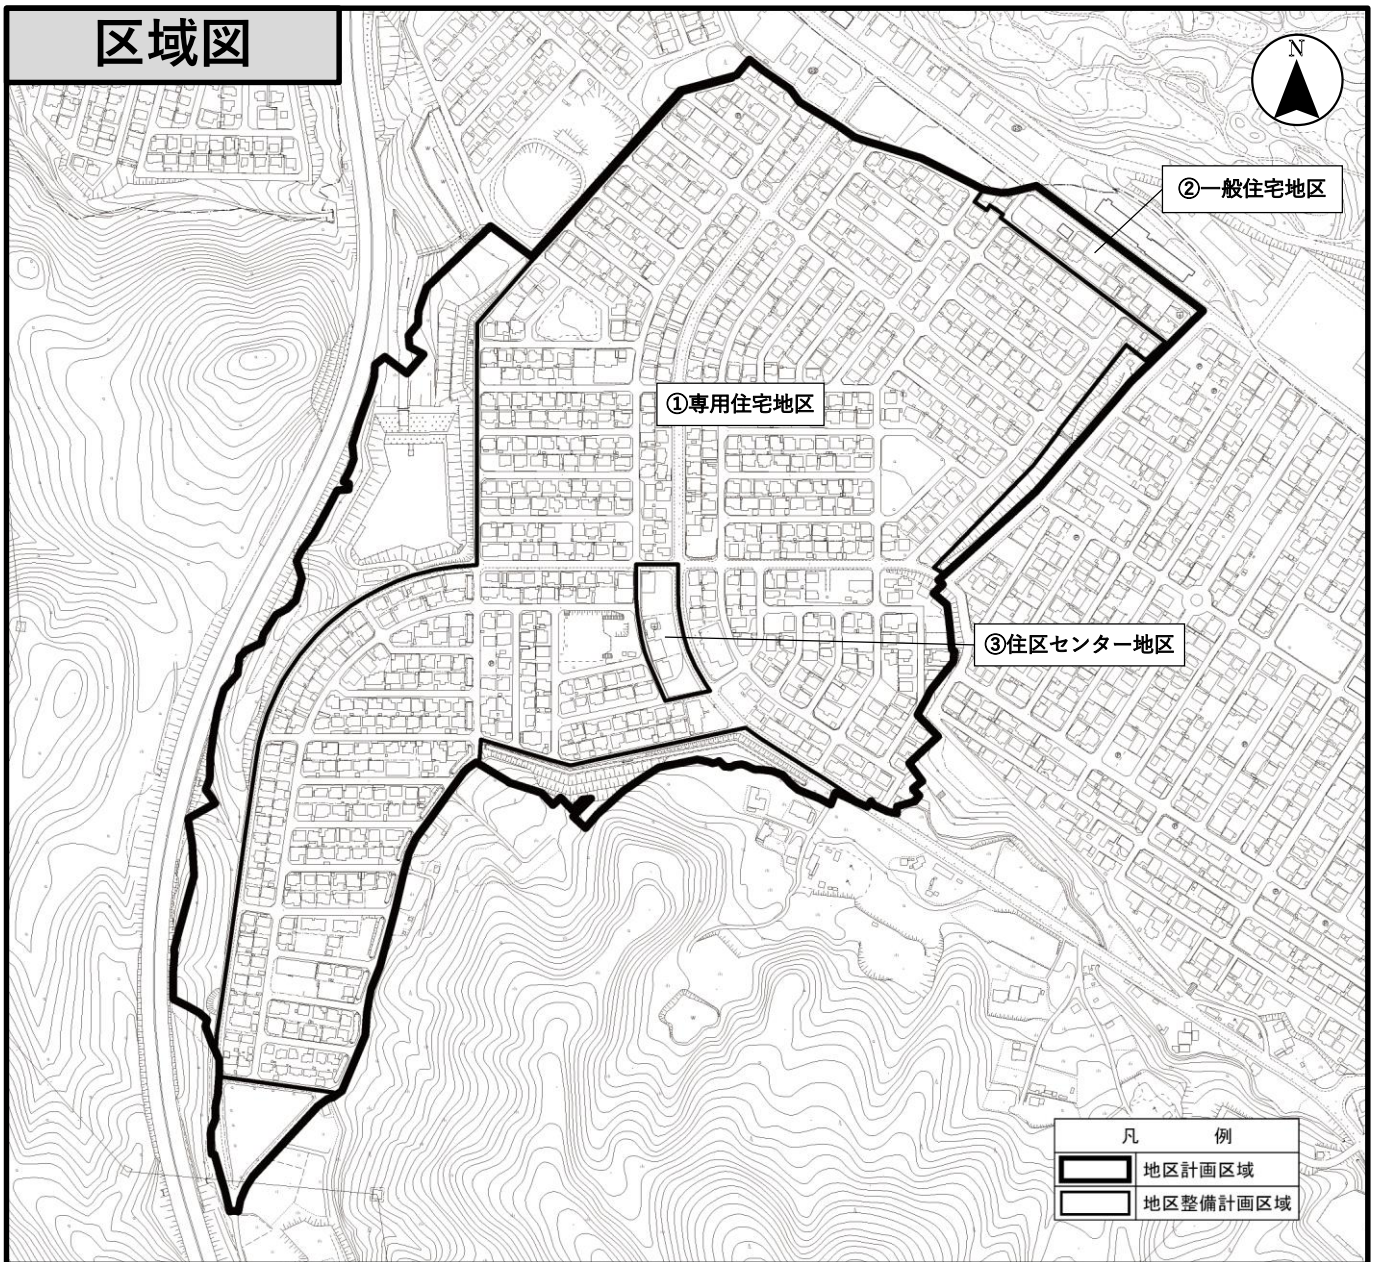 区域図
N
②一般住宅地区
①専用住宅地区
③住区センター地区
凡 例
地区計画区域
地区整備計画区域